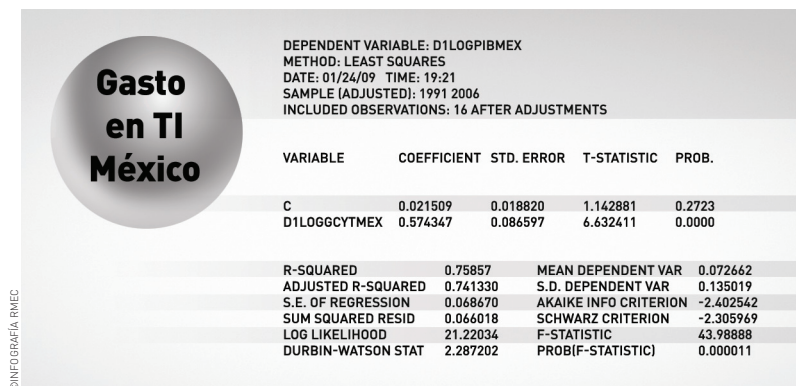 Gasto
en TI
México
DEPENDENT VARIABLE: D1LOGPIBMEX
METHOD: LEAST SQUARES
DATE: 01/24/09 TIME: 19:21
SAMPLE (ADJUSTED): 1991 2006
INCLUDED OBSERVATIONS: 16 AFTER ADJUSTMENTS
VARIABLE COEFFICIENT STD. ERROR T-STATISTIC PROB.
C 0.021509 0.018820 1.142881 0.2723
D1LOGGCYTMEX 0.574347 0.086597 6.632411 0.0000
R-SQUARED 0.75857 MEAN DEPENDENT VAR 0.072662
ADJUSTED R-SQUARED 0.741330 S.D. DEPENDENT VAR 0.135019
S.E. OF REGRESSION 0.068670 AKAIKE INFO CRITERION -2.402542
SUM SQUARED RESID 0.066018 SCHWARZ CRITERION -2.305969
LOG LIKELIHOOD 21.22034 F-STATISTIC 43.98888
DURBIN-WATSON STAT 2.287202 PROB(F-STATISTIC) 0.000011
©INFOGRAFÍA RMEC